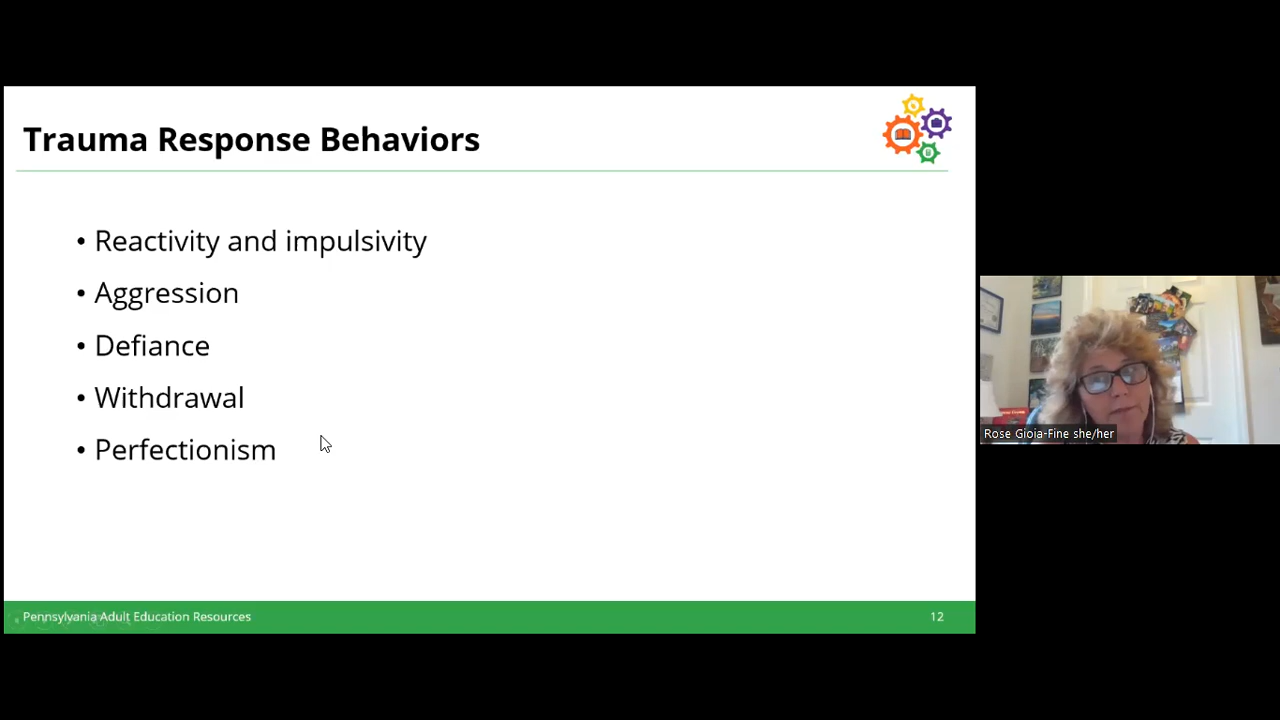 Trauma Response Behaviors
• Reactivity and impulsivity
• Aggression
• Defiance
• Withdrawal
• Perfectionism
Rose Gioia-Fine she/her
Pennsylvania Adult Education Resources
12